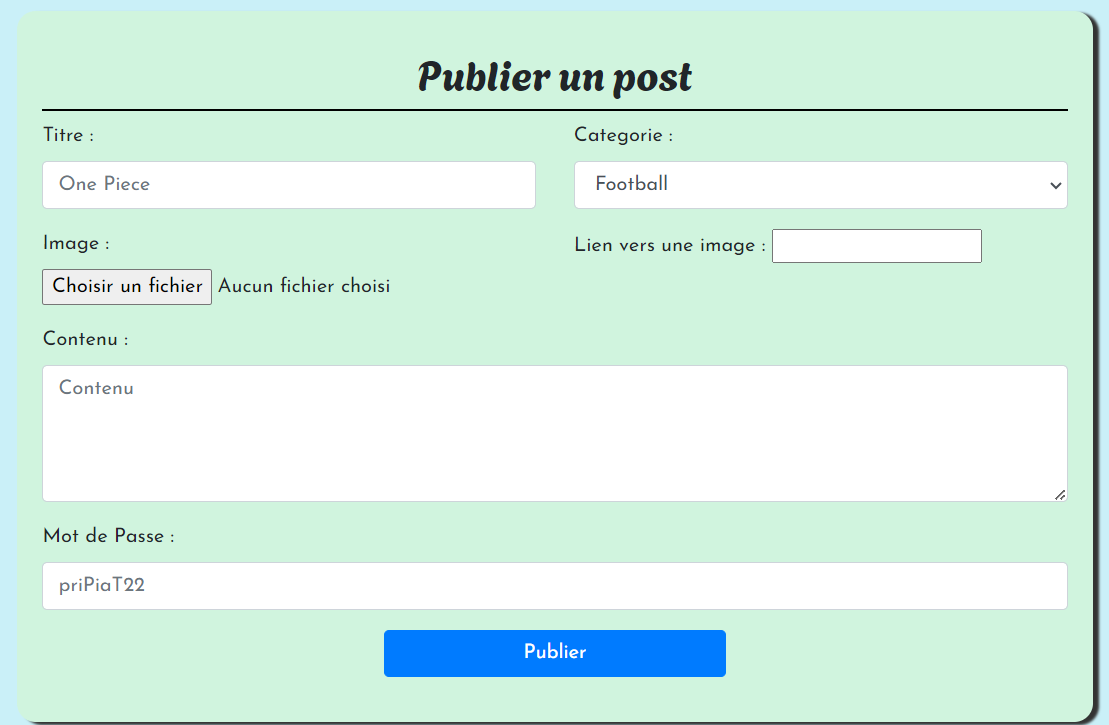 Publier un post
Titre :
Categorie :
One Piece
Football
Image :
Lien vers une image :
Choisir un fichier Aucun fichier choisi
Contenu :
Contenu
Mot de Passe :
priPiaT22
Publier